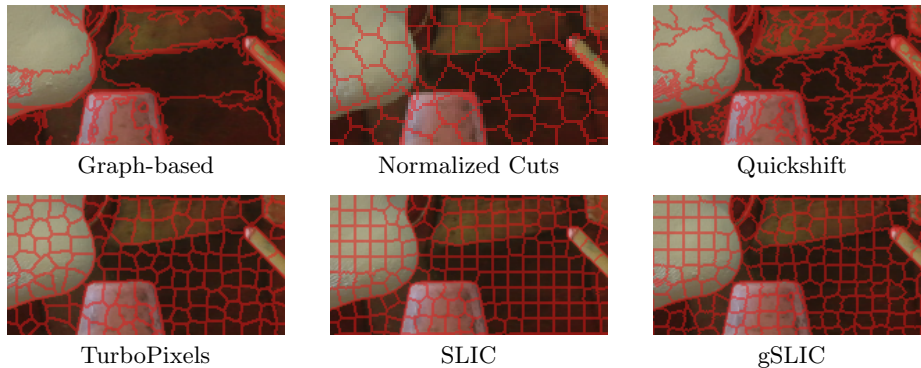 Graph-based
Normalized Cuts
Quickshift
TurboPixels
SLIC
gSLIC